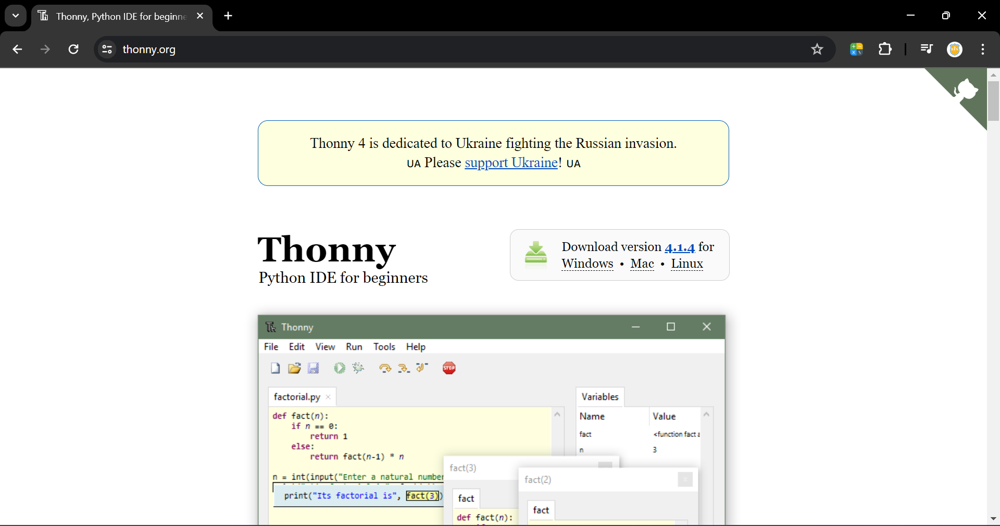 Thonny, Python IDE for beginne
thonny.org
Thonny 4 is dedicated to Ukraine fighting the Russian invasion.
UA Please support Ukraine! UA
Thonny
Python IDE for beginners
Download version 4.1.4 for
Windows • Mac • Linux
Thonny
File Edit View Run Tools Help
STOP
factorial.py
def fact(n):
    if n == 0:
        return 1
    else:
        return fact(n-1) * n
n = int(input("Enter a natural number
print("Its factorial is", fact(3))
Variables
Name Value
fact <function fact a
n 3
fact(3)
fact
def fact(n):
fact(2)
fact